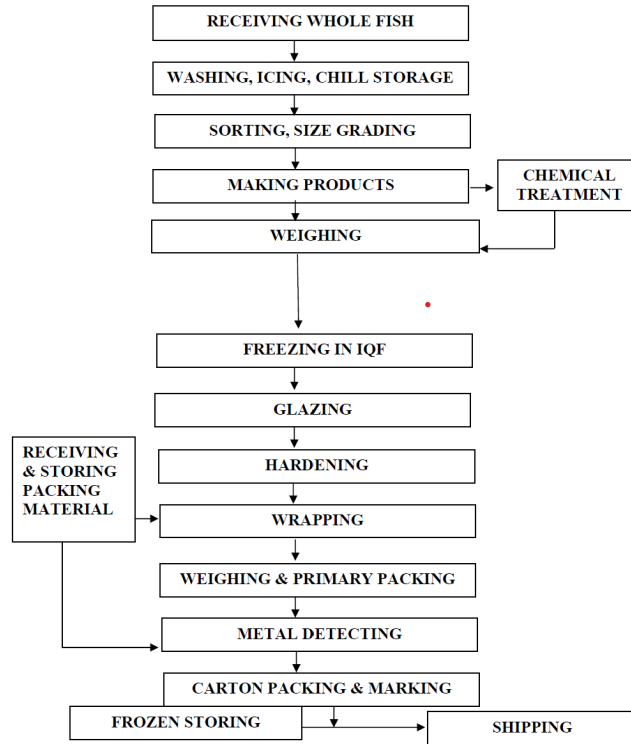 RECEIVING WHOLE FISH
WASHING, ICING, CHILL STORAGE
SORTING, SIZE GRADING
MAKING PRODUCTS
CHEMICAL
TREATMENT
WEIGHING
FREEZING IN IQF
GLAZING
RECEIVING
& STORING
PACKING
MATERIAL
HARDENING
WRAPPING
WEIGHING & PRIMARY PACKING
METAL DETECTING
CARTON PACKING & MARKING
FROZEN STORING
SHIPPING